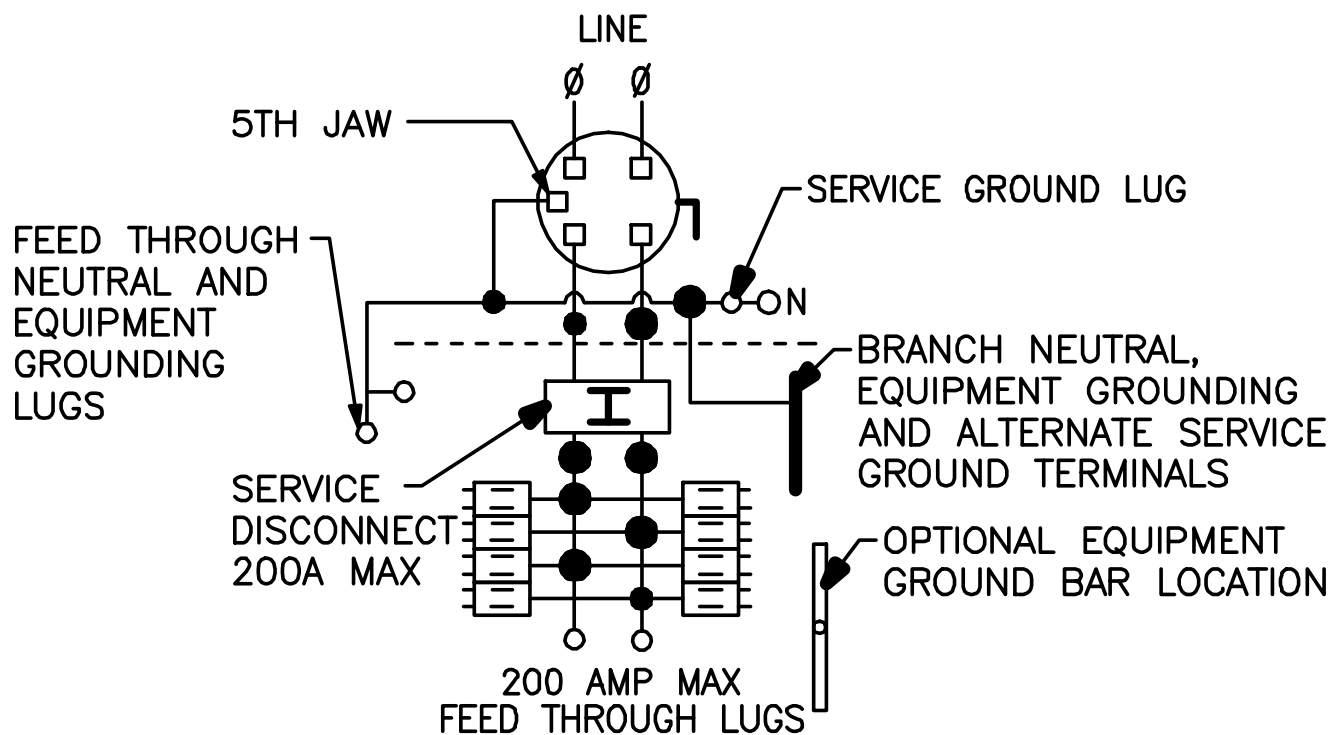 LINE
Ø Ø
5TH JAW
SERVICE GROUND LUG
FEED THROUGH
NEUTRAL AND
EQUIPMENT
GROUNDING
LUGS
N
BRANCH NEUTRAL,
EQUIPMENT GROUNDING
AND ALTERNATE SERVICE
GROUND TERMINALS
SERVICE
DISCONNECT
200A MAX
OPTIONAL EQUIPMENT
GROUND BAR LOCATION
200 AMP MAX
FEED THROUGH LUGS